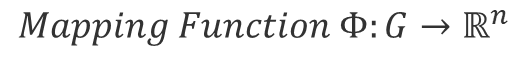 Mapping Function Φ: G → ℝⁿ